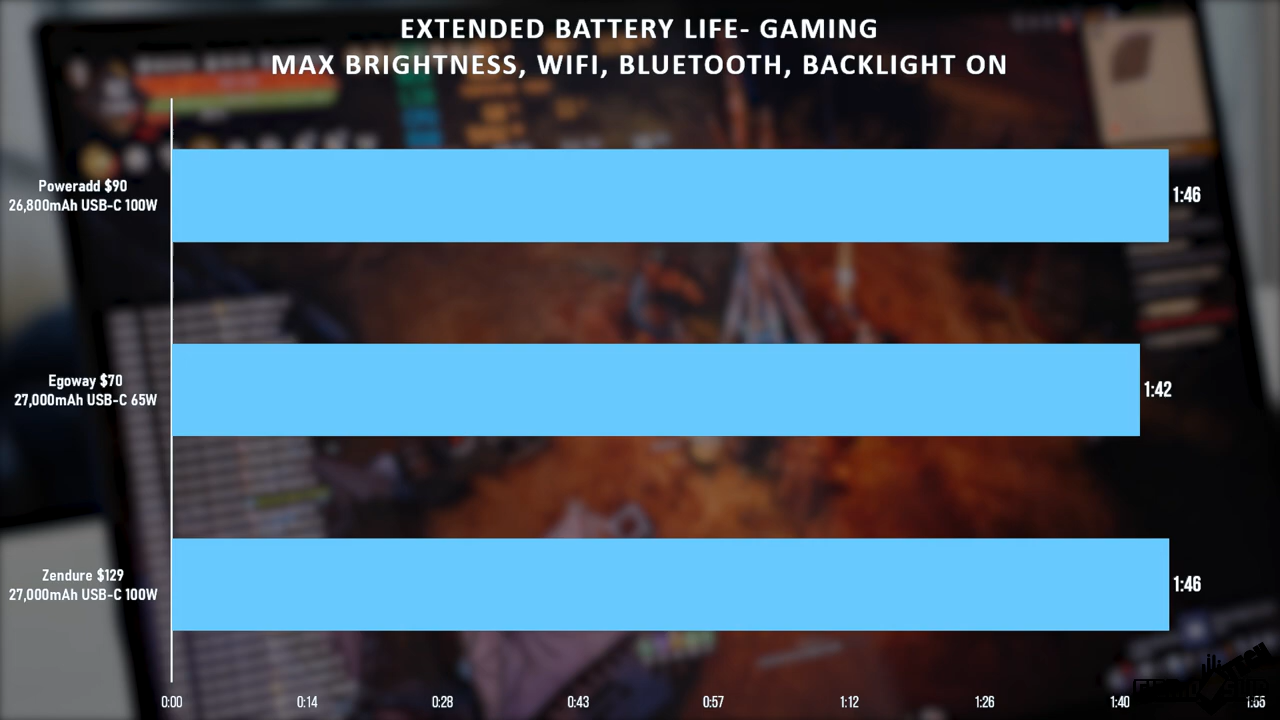 EXTENDED BATTERY LIFE- GAMING
MAX BRIGHTNESS, WIFI, BLUETOOTH, BACKLIGHT ON
Poweradd $90
26,800mAh USB-C 100W
1:46
Egoway $70
27,000mAh USB-C 65W
1:42
Zendure $129
27,000mAh USB-C 100W
1:46
0:00 0:14 0:28 0:43 0:57 1:12 1:26 1:40 1:55